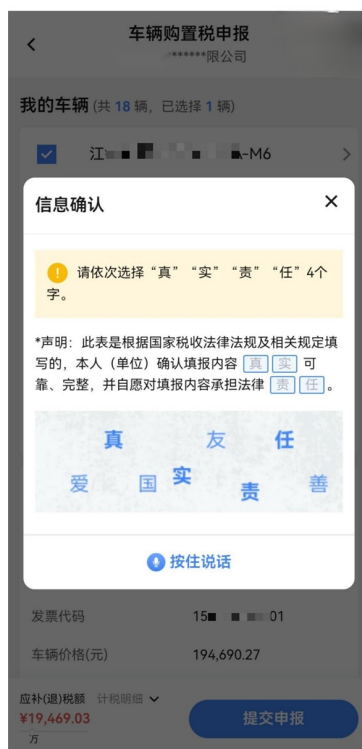 车辆购置税申报
******限公司
我的车辆 (共 18 辆, 已选择 1 辆)
江 -M6
信息确认
请依次选择“真”“实”“责”“任”4个
字。
*声明：此表是根据国家税收法律法规及相关规定填
写的，本人（单位）确认填报内容 真 实 可
靠、完整，并自愿对填报内容承担法律 责 任 。
真 友 任
爱 国 实 责 善
按住说话
发票代码 15 01
车辆价格(元) 194,690.27
应补(退)税额 计税明细
¥19,469.03 提交申报
万